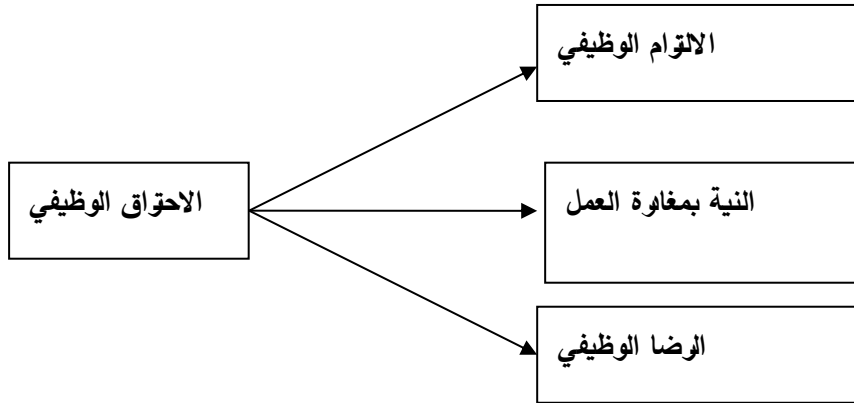 الالتزام الوظيفي
الاحتراق الوظيفي
النية بمغادرة العمل
الرضا الوظيفي